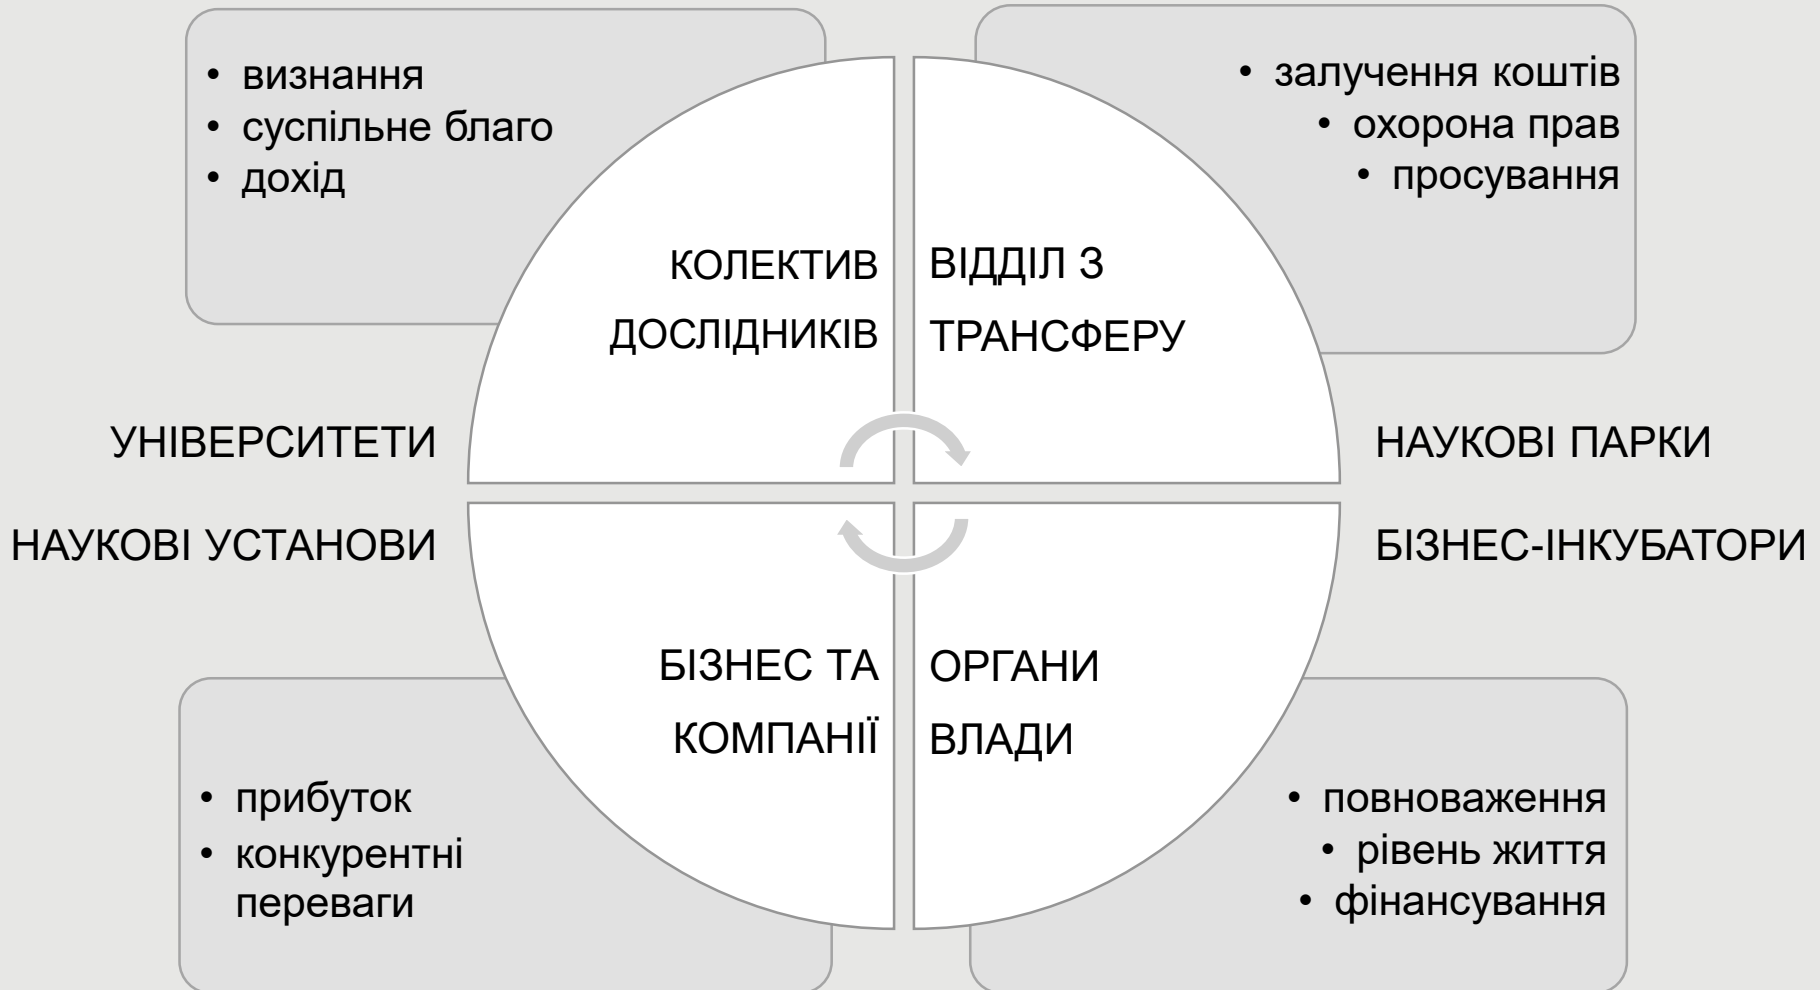 • визнання
• суспільне благо
• дохід
• залучення коштів
• охорона прав
• просування
КОЛЕКТИВ
ДОСЛІДНИКІВ
ВІДДІЛ З
ТРАНСФЕРУ
УНІВЕРСИТЕТИ
НАУКОВІ УСТАНОВИ
НАУКОВІ ПАРКИ
БІЗНЕС-ІНКУБАТОРИ
БІЗНЕС ТА
КОМПАНІЇ
ОРГАНИ
ВЛАДИ
• прибуток
• конкурентні
переваги
• повноваження
• рівень життя
• фінансування